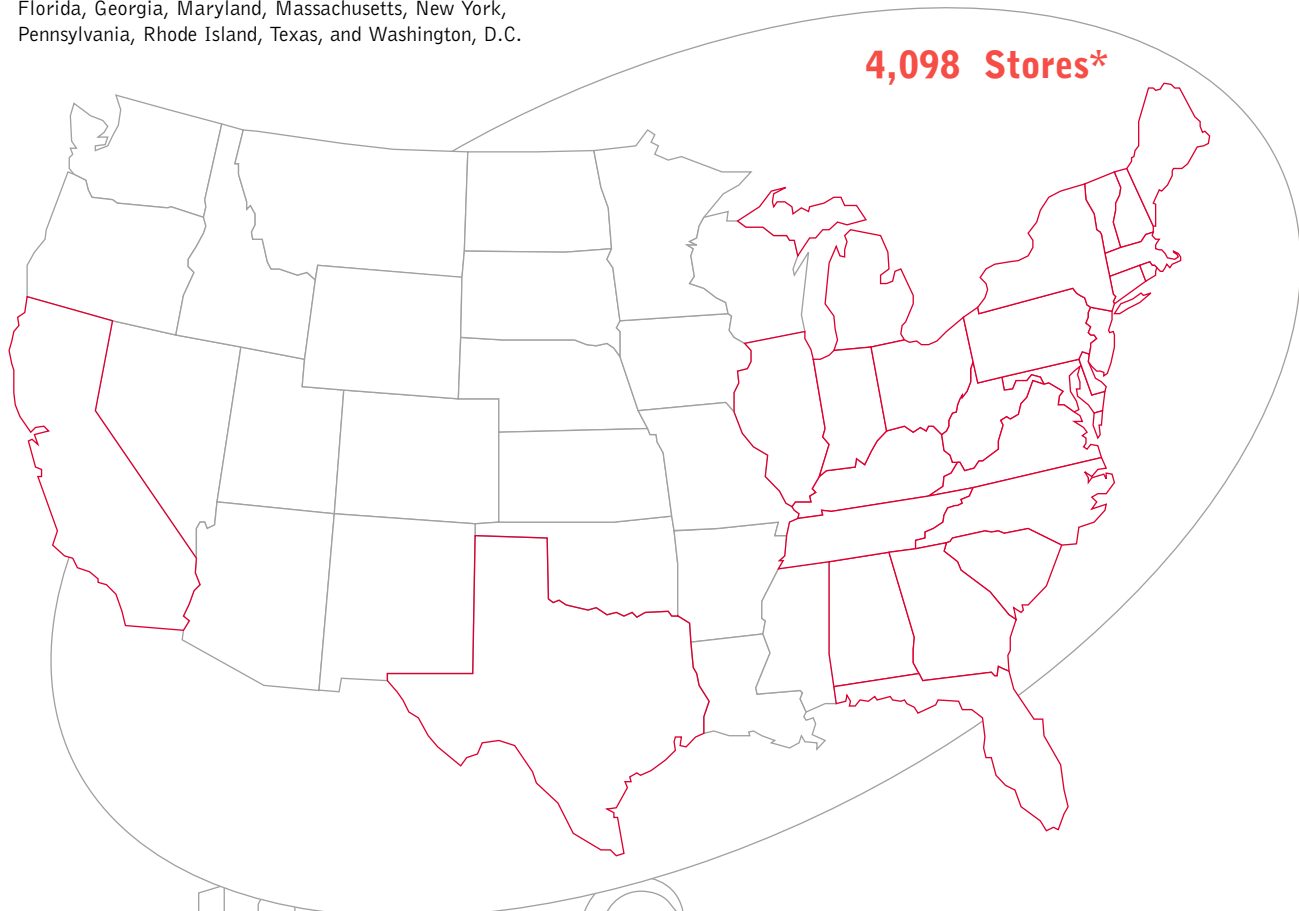 Florida, Georgia, Maryland, Massachusetts, New York,
Pennsylvania, Rhode Island, Texas, and Washington, D.C.
4,098 Stores*